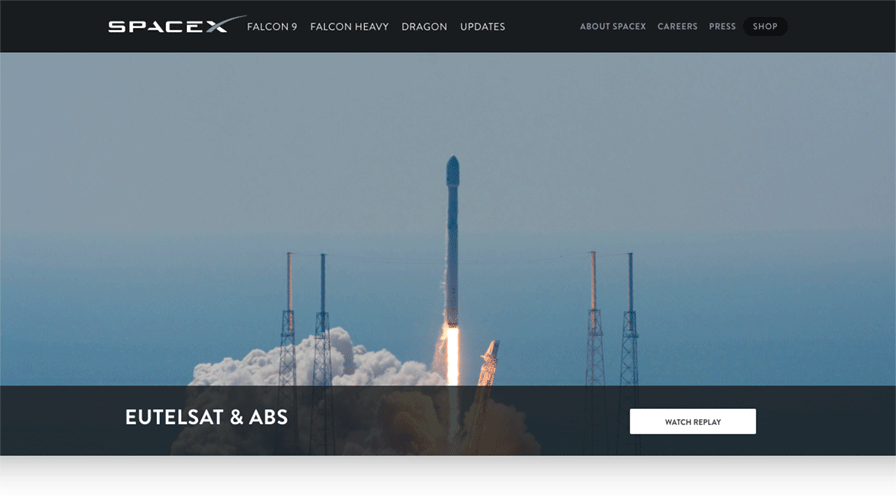 SPACEX FALCON 9 FALCON HEAVY DRAGON UPDATES ABOUT SPACEX CAREERS PRESS SHOP
EUTELSAT & ABS
WATCH REPLAY